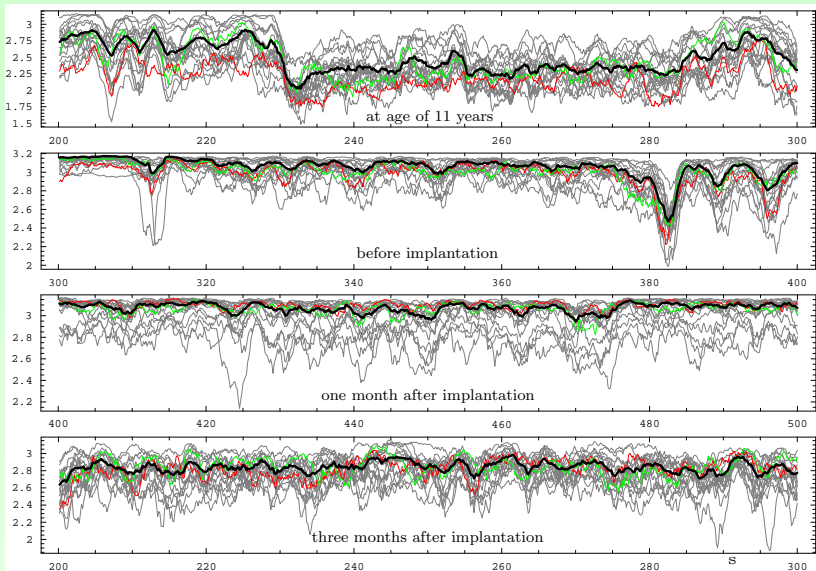 3
2.75
2.5
2.25
2
1.75
1.5
at age of 11 years
200 220 240 260 280 300
3.2
3
2.8
2.6
2.4
2.2
2
before implantation
300 320 340 360 380 400
3
2.8
2.6
2.4
2.2
one month after implantation
400 420 440 460 480 500
3
2.8
2.6
2.4
2.2
2
three months after implantation
s
200 220 240 260 280 300